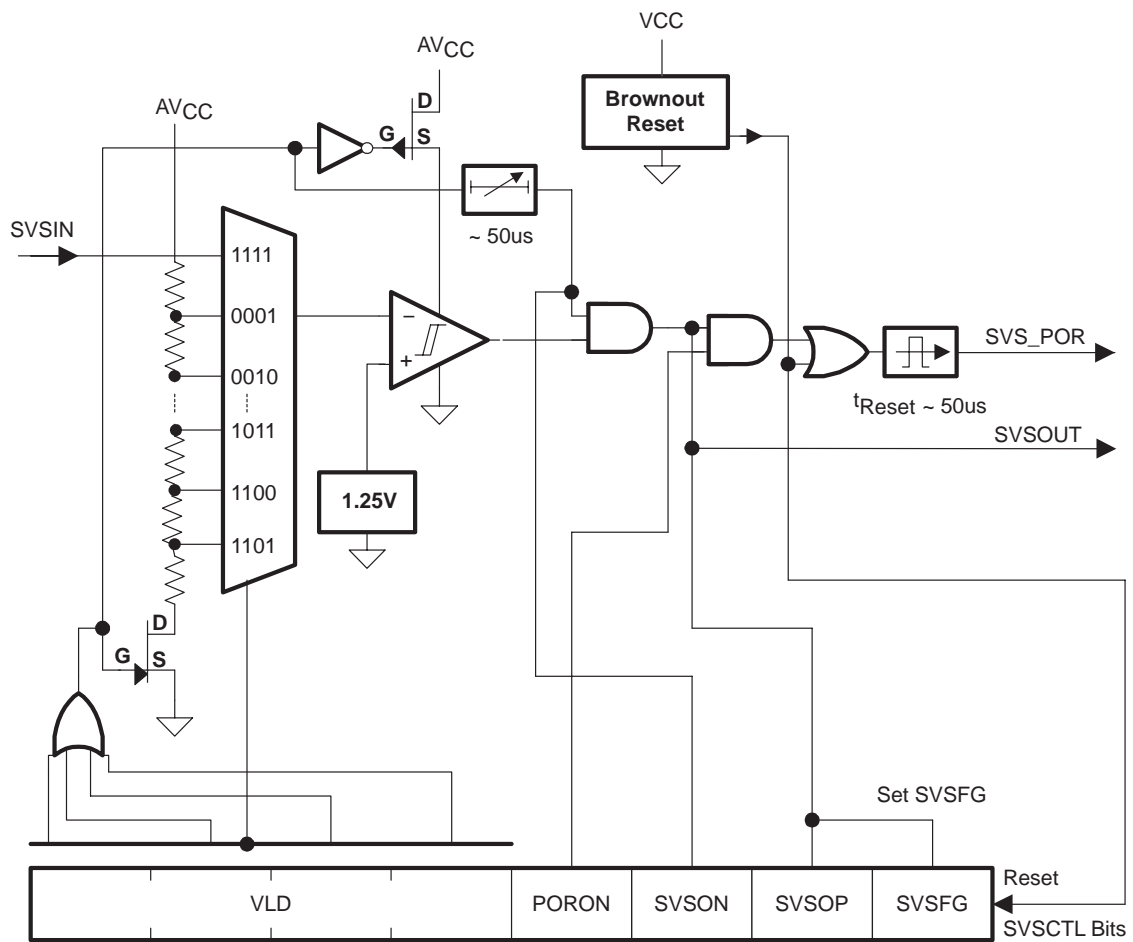 VCC
AVCC
AVCC
Brownout
Reset
D
G
S
SVSIN
~ 50us
1111
0001
0010
1011
1100
1101
−
+
1.25V
SVS_POR
tReset ~ 50us
SVSOUT
D
G
S
Set SVSFG
VLD
PORON
SVSON
SVSOP
SVSFG
Reset
SVSCTL Bits